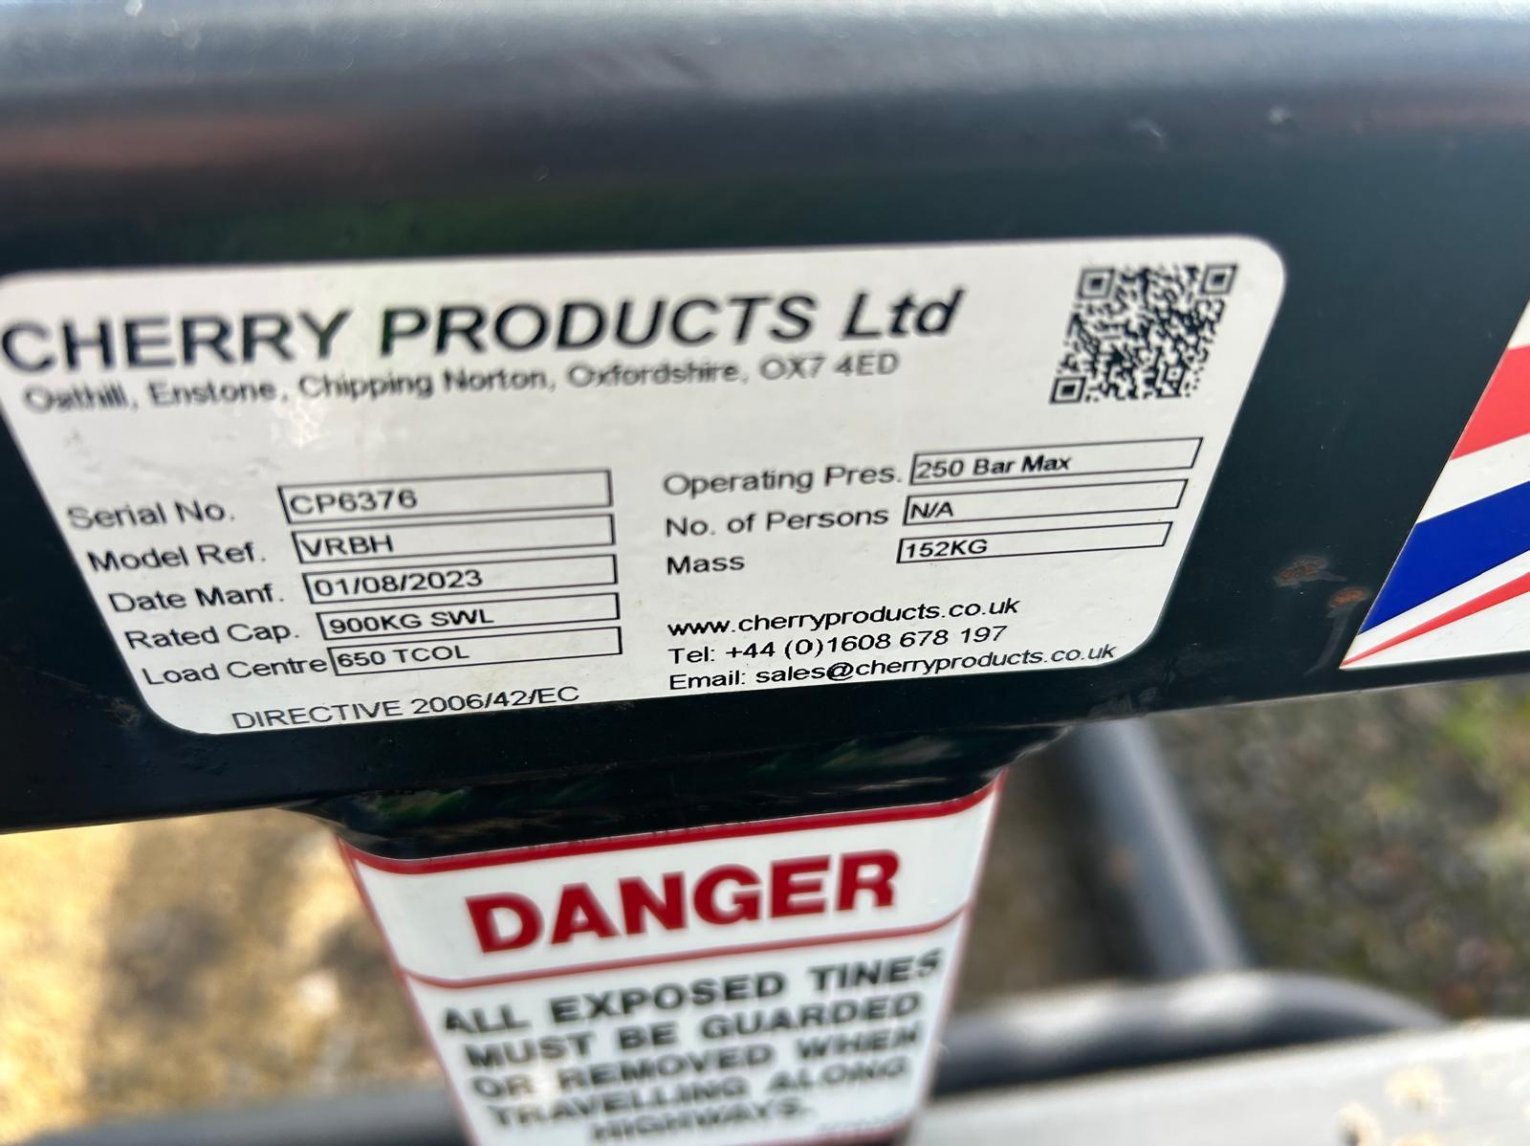 CHERRY PRODUCTS Ltd
Oathill, Enstone, Chipping Norton, Oxfordshire, OX7 4ED
Serial No. CP6376
Model Ref. VRBH
Date Manf. 01/08/2023
Rated Cap. 900KG SWL
Load Centre 650 TCOL
DIRECTIVE 2006/42/EC
Operating Pres. 250 Bar Max
No. of Persons N/A
Mass 152KG
www.cherryproducts.co.uk
Tel: +44 (0)1608 678 197
Email: sales@cherryproducts.co.uk
DANGER
ALL EXPOSED TINES
MUST BE GUARDED
OR REMOVED WHEN
TRAVELLING ALONG
HIGHWAYS.